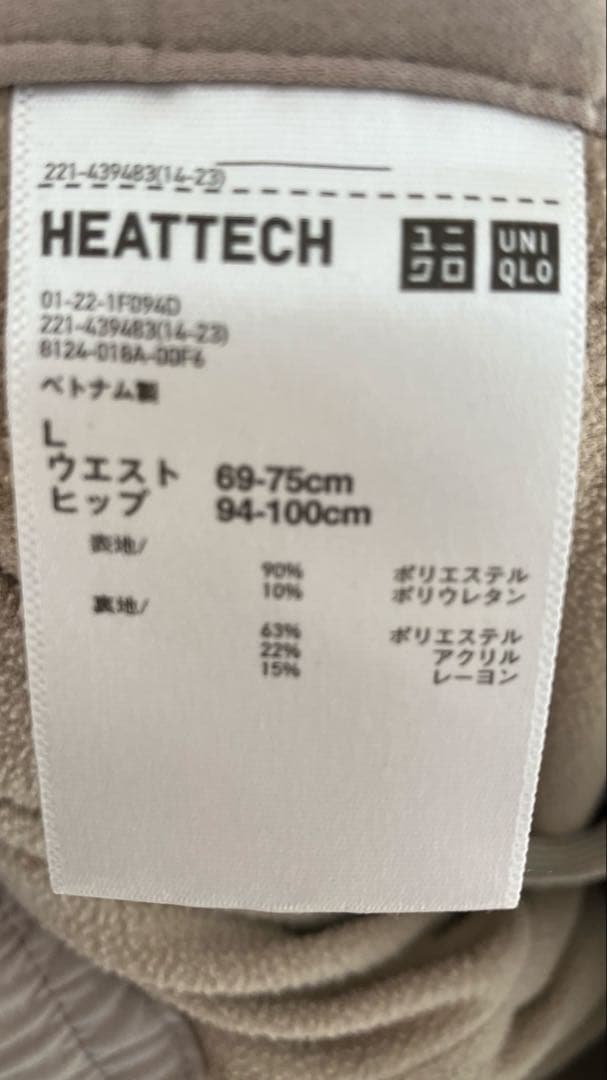 221-439483(14-23)
HEATTECH
ユニ
クロ
UNI
QLO
01-22-1F094D
221-439483(14-23)
8124-018A-00F6
ベトナム製
L
ウエスト 69-75cm
ヒップ 94-100cm
表地/
90% ポリエステル
10% ポリウレタン
裏地/
63% ポリエステル
22% アクリル
15% レーヨン